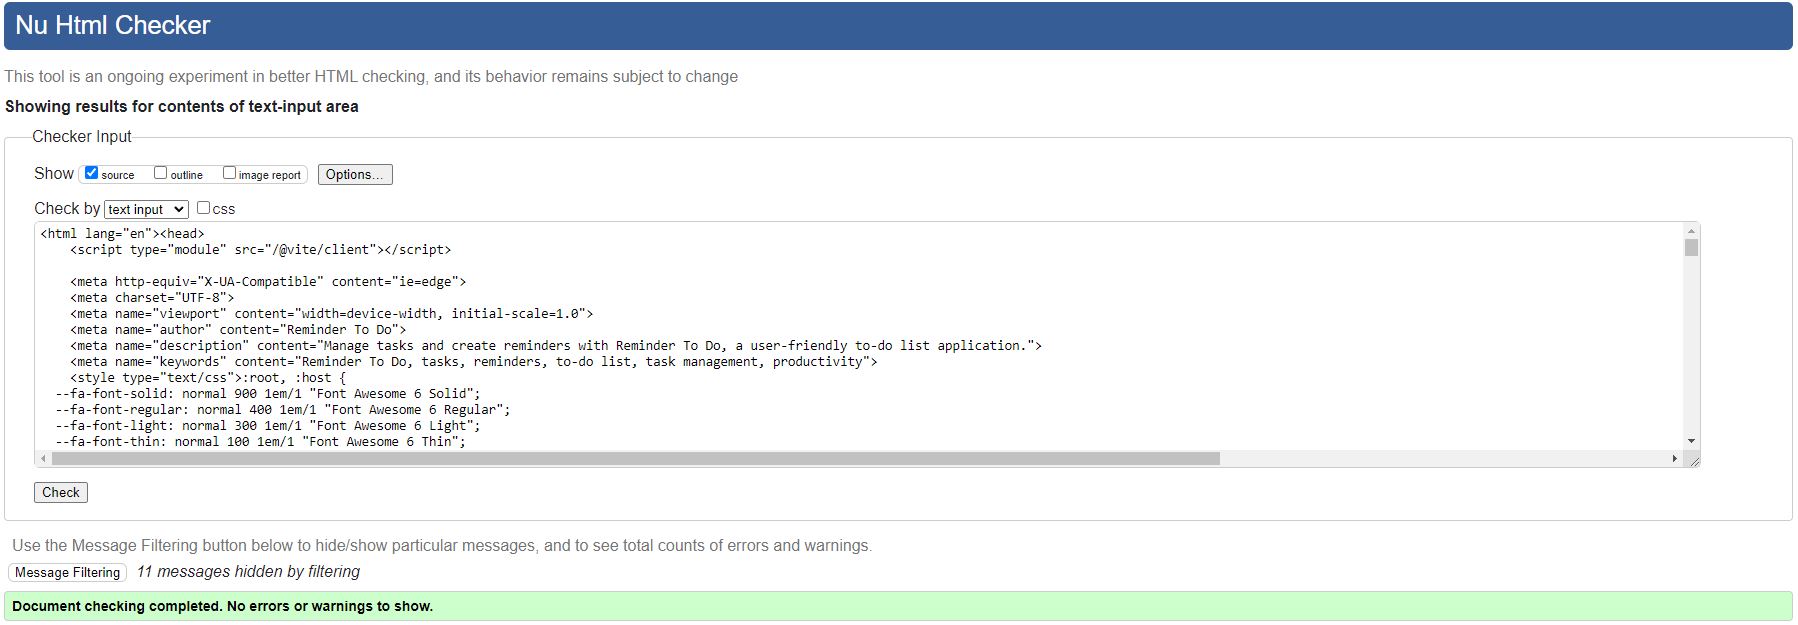 Nu Html Checker
This tool is an ongoing experiment in better HTML checking, and its behavior remains subject to change
Showing results for contents of text-input area
Checker Input
Show source outline image report Options...
Check by text input css
<html lang="en"><head>
<script type="module" src="/@vite/client"></script>
<meta http-equiv="X-UA-Compatible" content="ie=edge">
<meta charset="UTF-8">
<meta name="viewport" content="width=device-width, initial-scale=1.0">
<meta name="author" content="Reminder To Do">
<meta name="description" content="Manage tasks and create reminders with Reminder To Do, a user-friendly to-do list application.">
<meta name="keywords" content="Reminder To Do, tasks, reminders, to-do list, task management, productivity">
<style type="text/css">:root, :host {
--fa-font-solid: normal 900 1em/1 "Font Awesome 6 Solid";
--fa-font-regular: normal 400 1em/1 "Font Awesome 6 Regular";
--fa-font-light: normal 300 1em/1 "Font Awesome 6 Light";
--fa-font-thin: normal 100 1em/1 "Font Awesome 6 Thin";
Check
Use the Message Filtering button below to hide/show particular messages, and to see total counts of errors and warnings.
Message Filtering 11 messages hidden by filtering
Document checking completed. No errors or warnings to show.